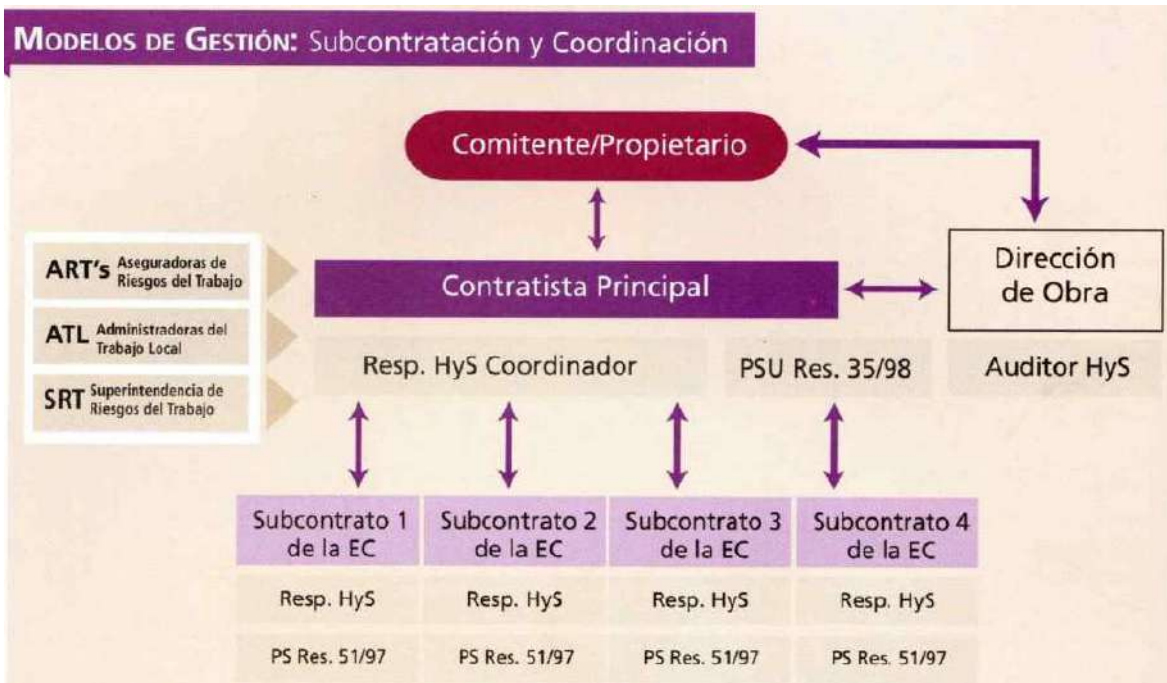 MODELOS DE GESTIÓN: Subcontratación y Coordinación
Comitente/Propietario
ART's Aseguradoras de
Riesgos del Trabajo
ATL Administradoras del
Trabajo Local
SRT Superintendencia de
Riesgos del Trabajo
Contratista Principal
Dirección
de Obra
Resp. HyS Coordinador
PSU Res. 35/98
Auditor HyS
Subcontrato 1
de la EC
Subcontrato 2
de la EC
Subcontrato 3
de la EC
Subcontrato 4
de la EC
Resp. HyS
Resp. HyS
Resp. HyS
Resp. HyS
PS Res. 51/97
PS Res. 51/97
PS Res. 51/97
PS Res. 51/97